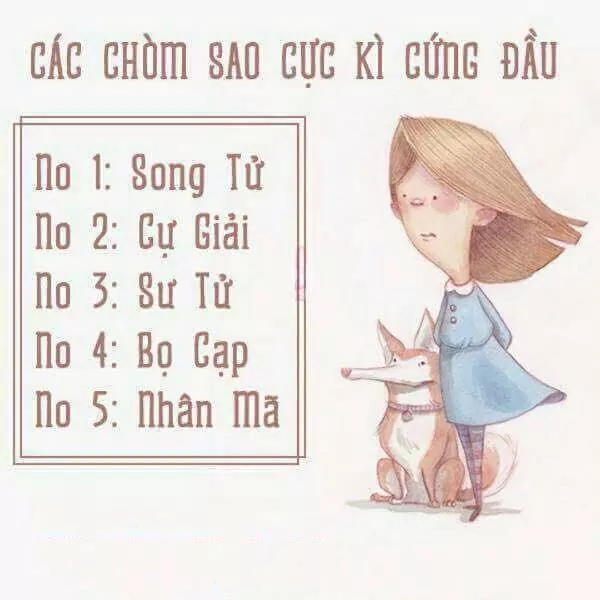 CÁC CHÒM SAO CỰC KÌ CỨNG ĐẦU
No 1: Song Tử
No 2: Cự Giải
No 3: Sư Tử
No 4: Bọ Cạp
No 5: Nhân Mã